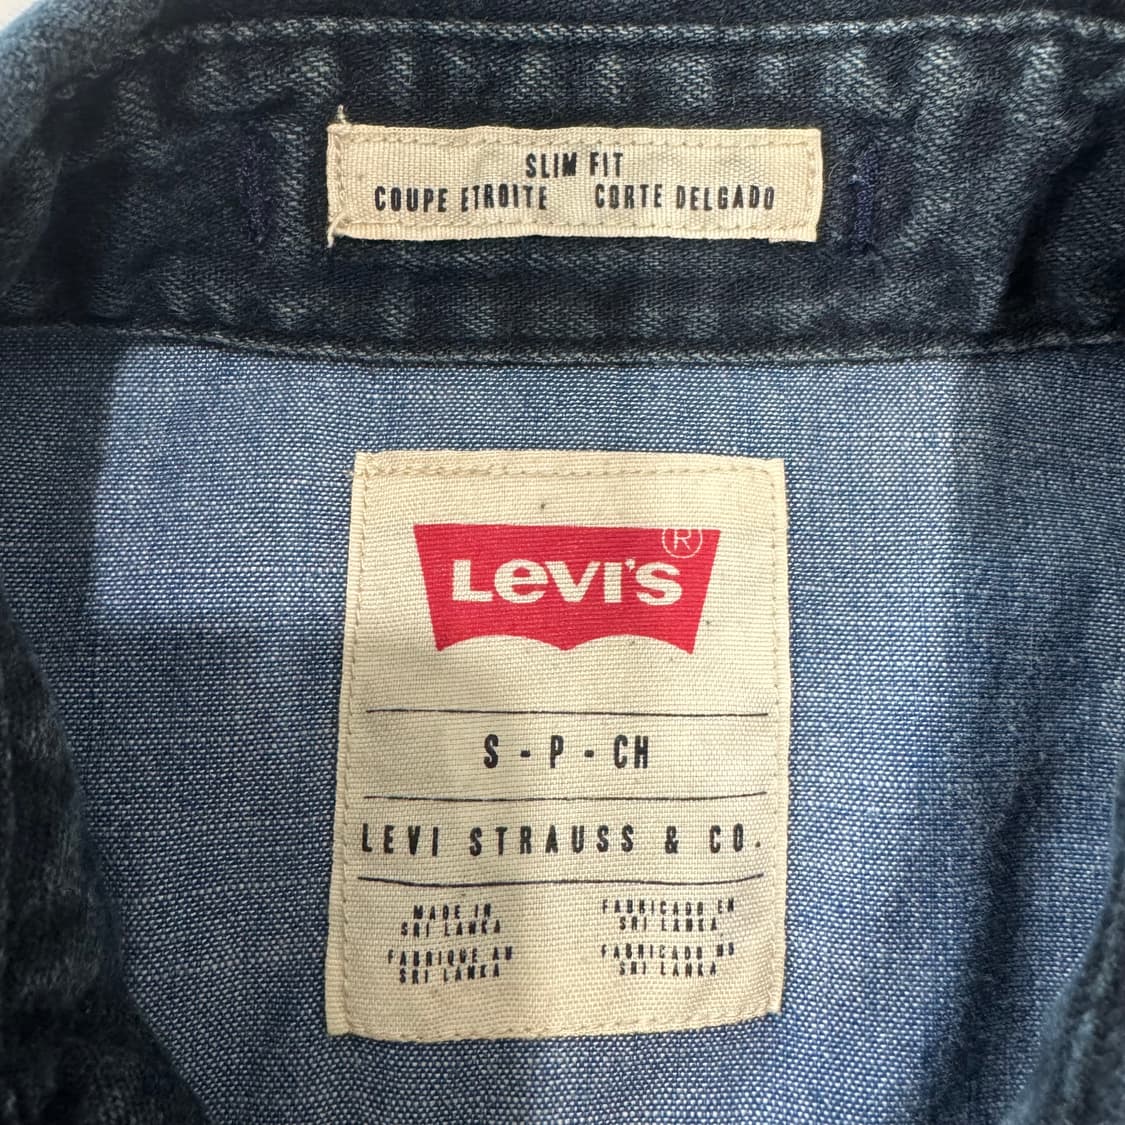 SLIM FIT
COUPE ETROITE CORTE DELGADO
LEVI'S ®
S - P - CH
LEVI STRAUSS & CO.
MADE IN
SRI LANKA
FABRIQUE AU
SRI LANKA
FABRICADO EN
SRI LANKA
FABRICADO NO
SRI LANKA